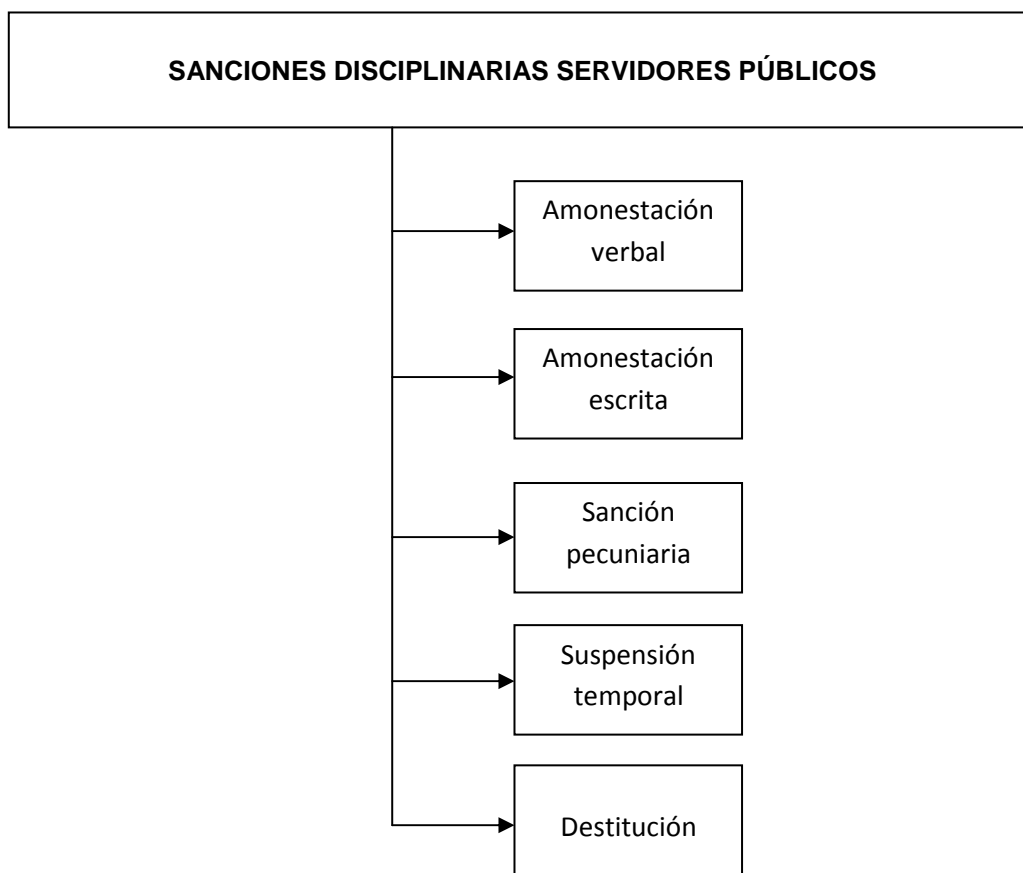 SANCIONES DISCIPLINARIAS SERVIDORES PÚBLICOS
Amonestación
verbal
Amonestación
escrita
Sanción
pecuniaria
Suspensión
temporal
Destitución